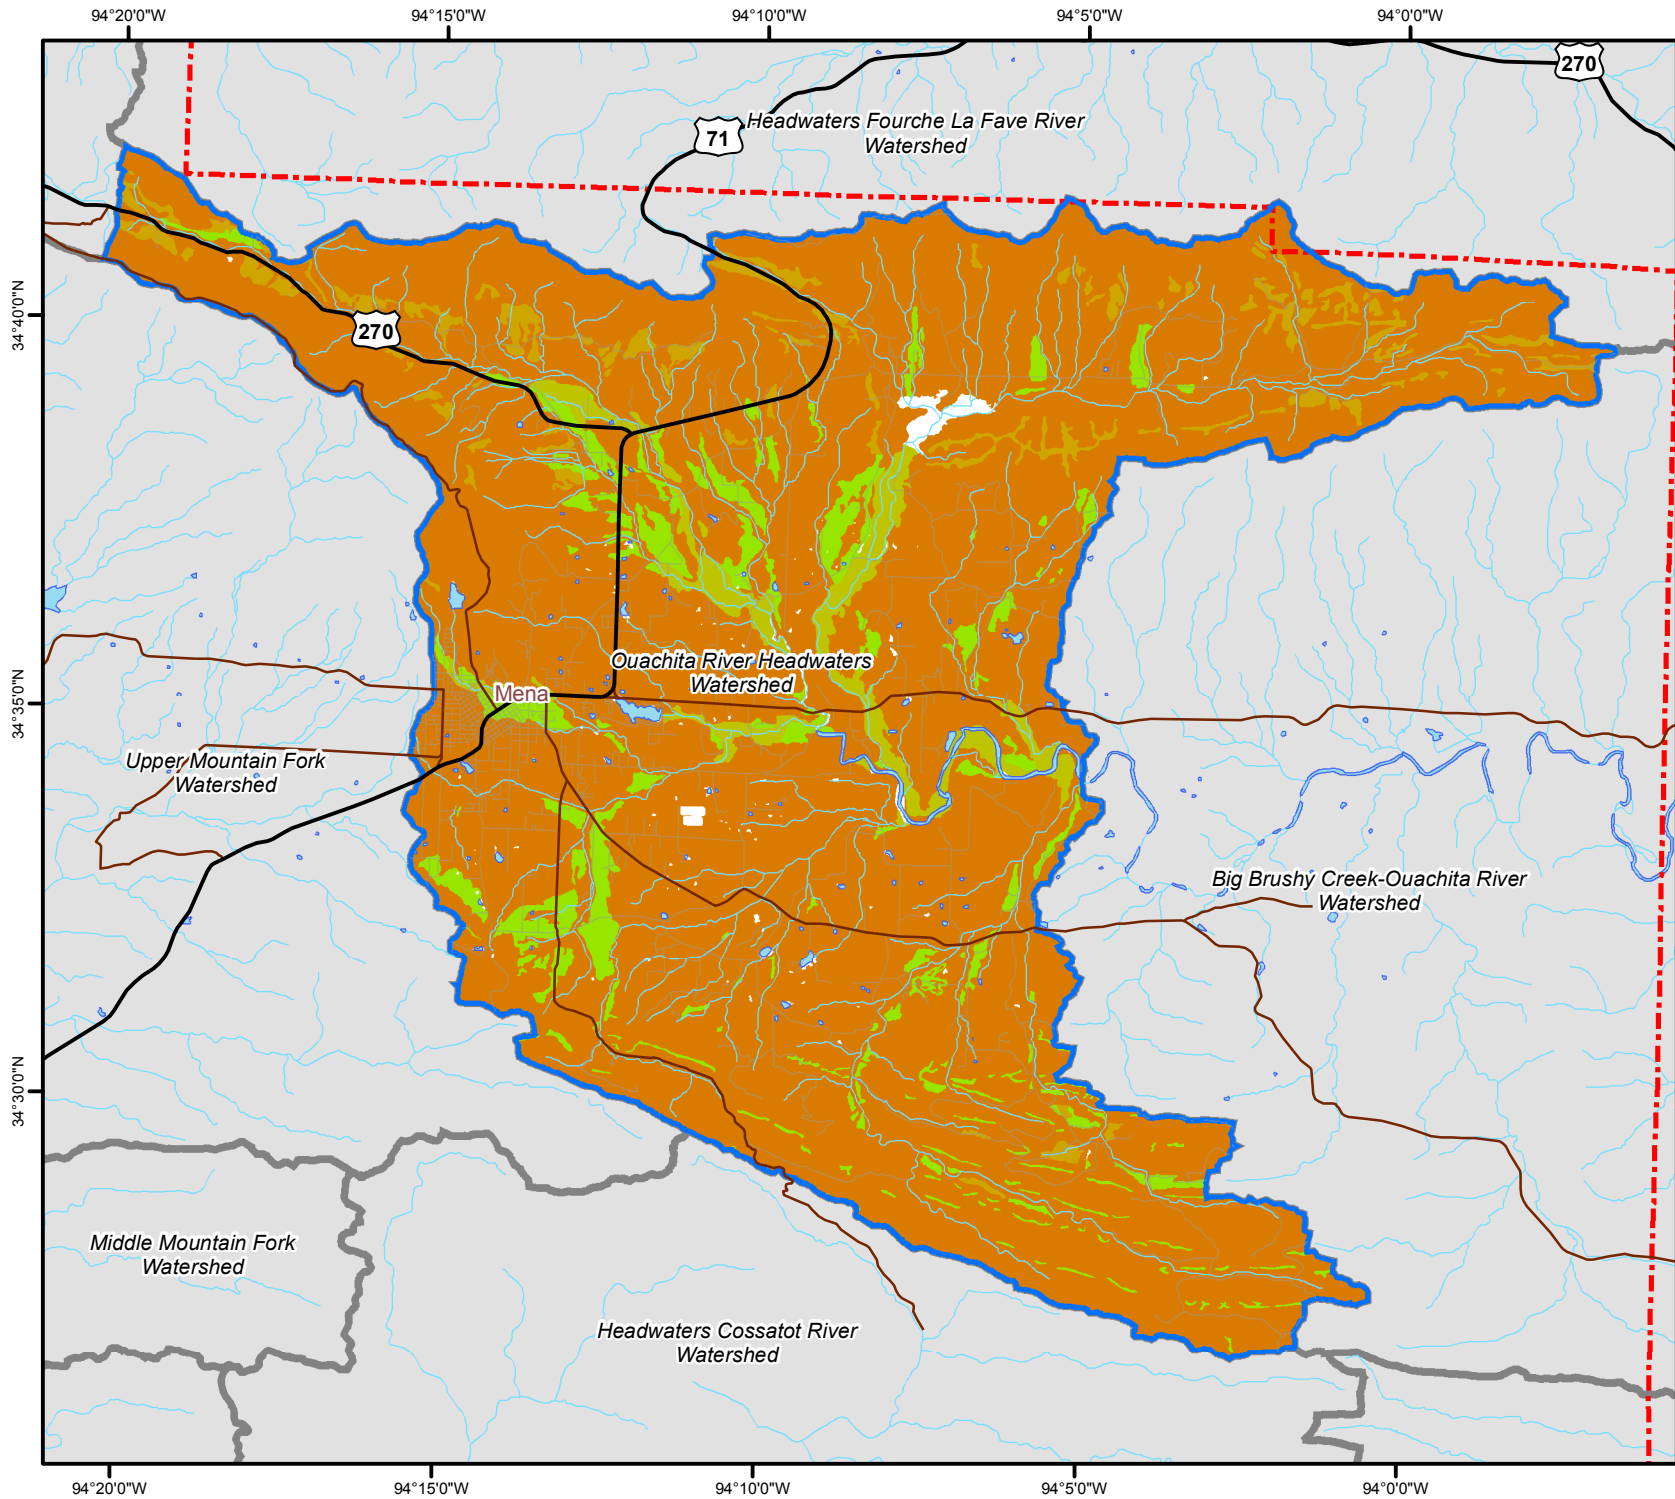 94°20'0"W
94°15'0"W
94°10'0"W
94°5'0"W
94°0'0"W
270
71
Headwaters Fourche La Fave River
Watershed
34°40'0"N
270
Ouachita River Headwaters
Watershed
Mena
34°35'0"N
Upper Mountain Fork
Watershed
Big Brushy Creek-Ouachita River
Watershed
34°30'0"N
Middle Mountain Fork
Watershed
Headwaters Cossatot River
Watershed
94°20'0"W
94°15'0"W
94°10'0"W
94°5'0"W
94°0'0"W